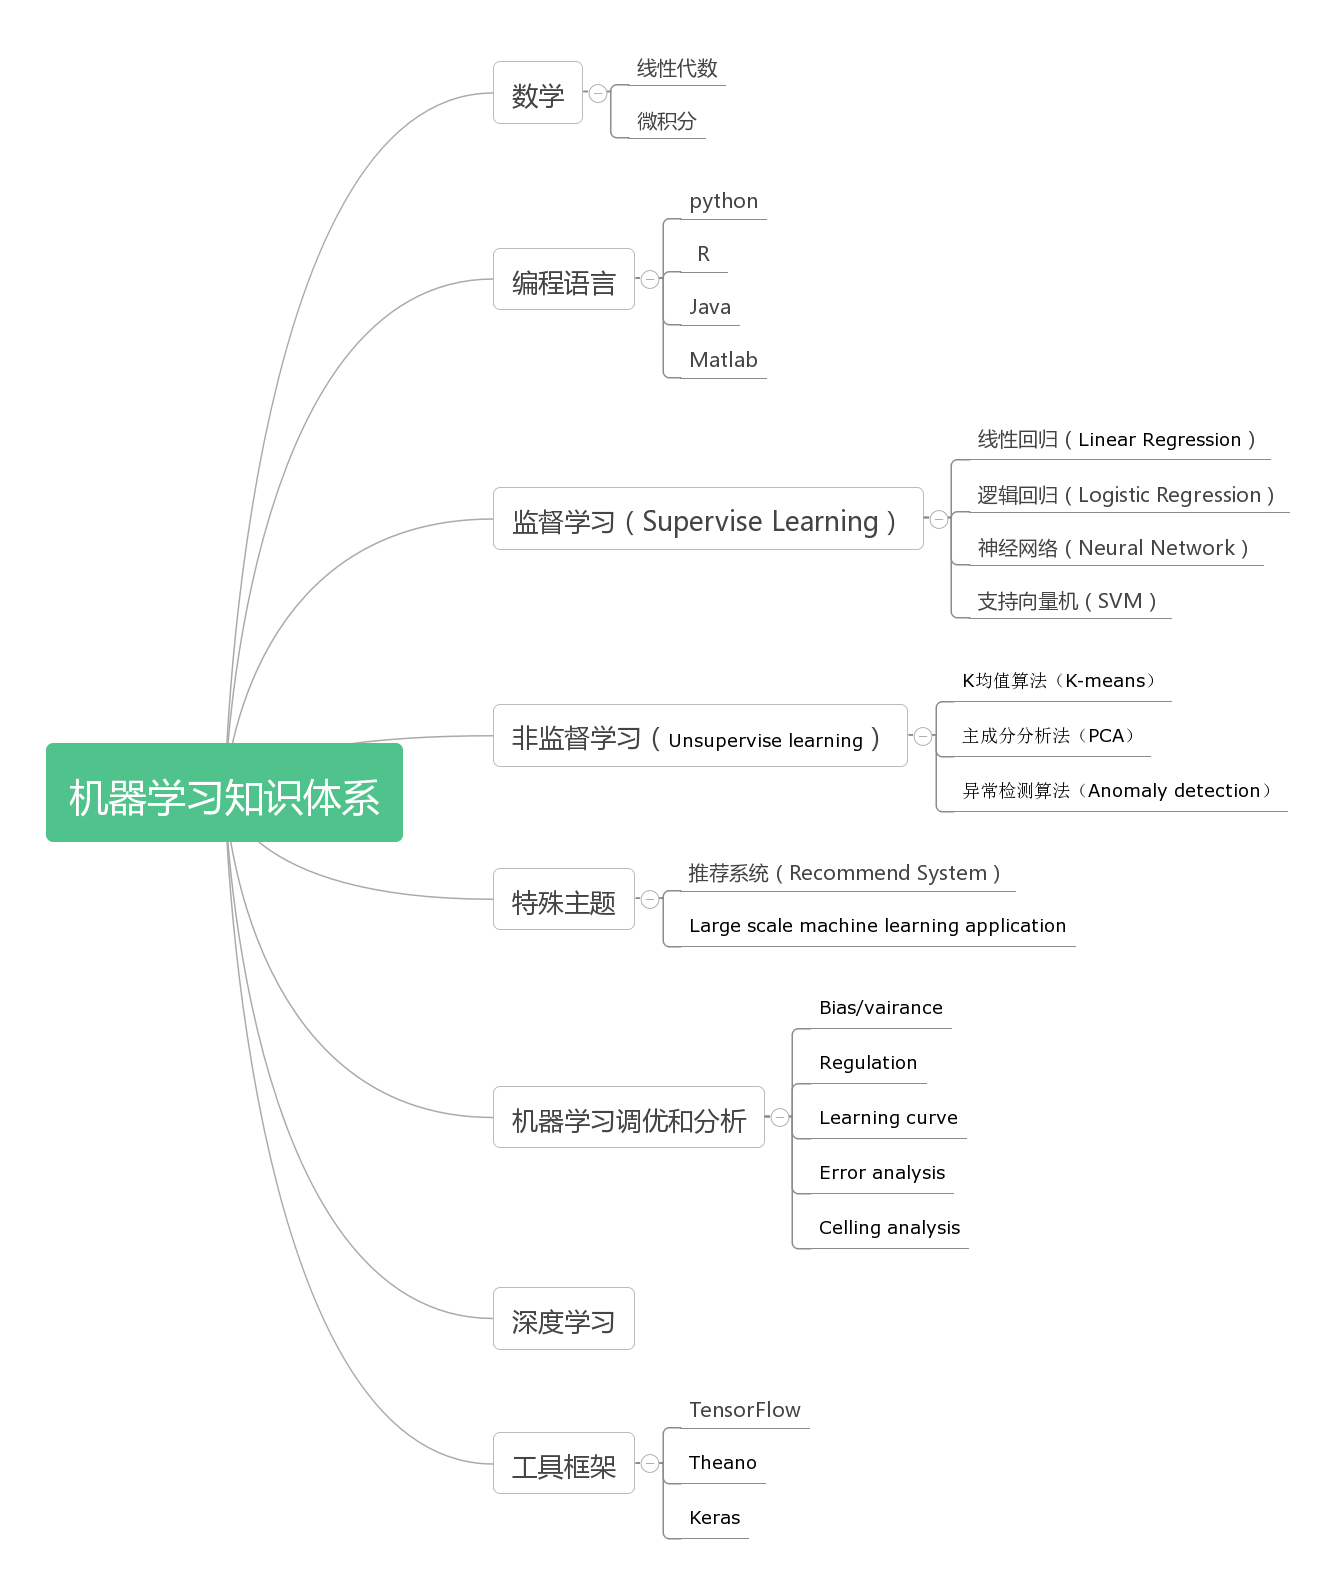 数学
线性代数
微积分
编程语言
python
R
Java
Matlab
监督学习（Supervise Learning）
线性回归（Linear Regression）
逻辑回归（Logistic Regression）
神经网络（Neural Network）
支持向量机（SVM）
非监督学习（Unsupervise learning）
K均值算法（K-means）
主成分分析法（PCA）
异常检测算法（Anomaly detection）
机器学习知识体系
特殊主题
推荐系统（Recommend System）
Large scale machine learning application
机器学习调优和分析
Bias/vairance
Regulation
Learning curve
Error analysis
Celling analysis
深度学习
工具框架
TensorFlow
Theano
Keras